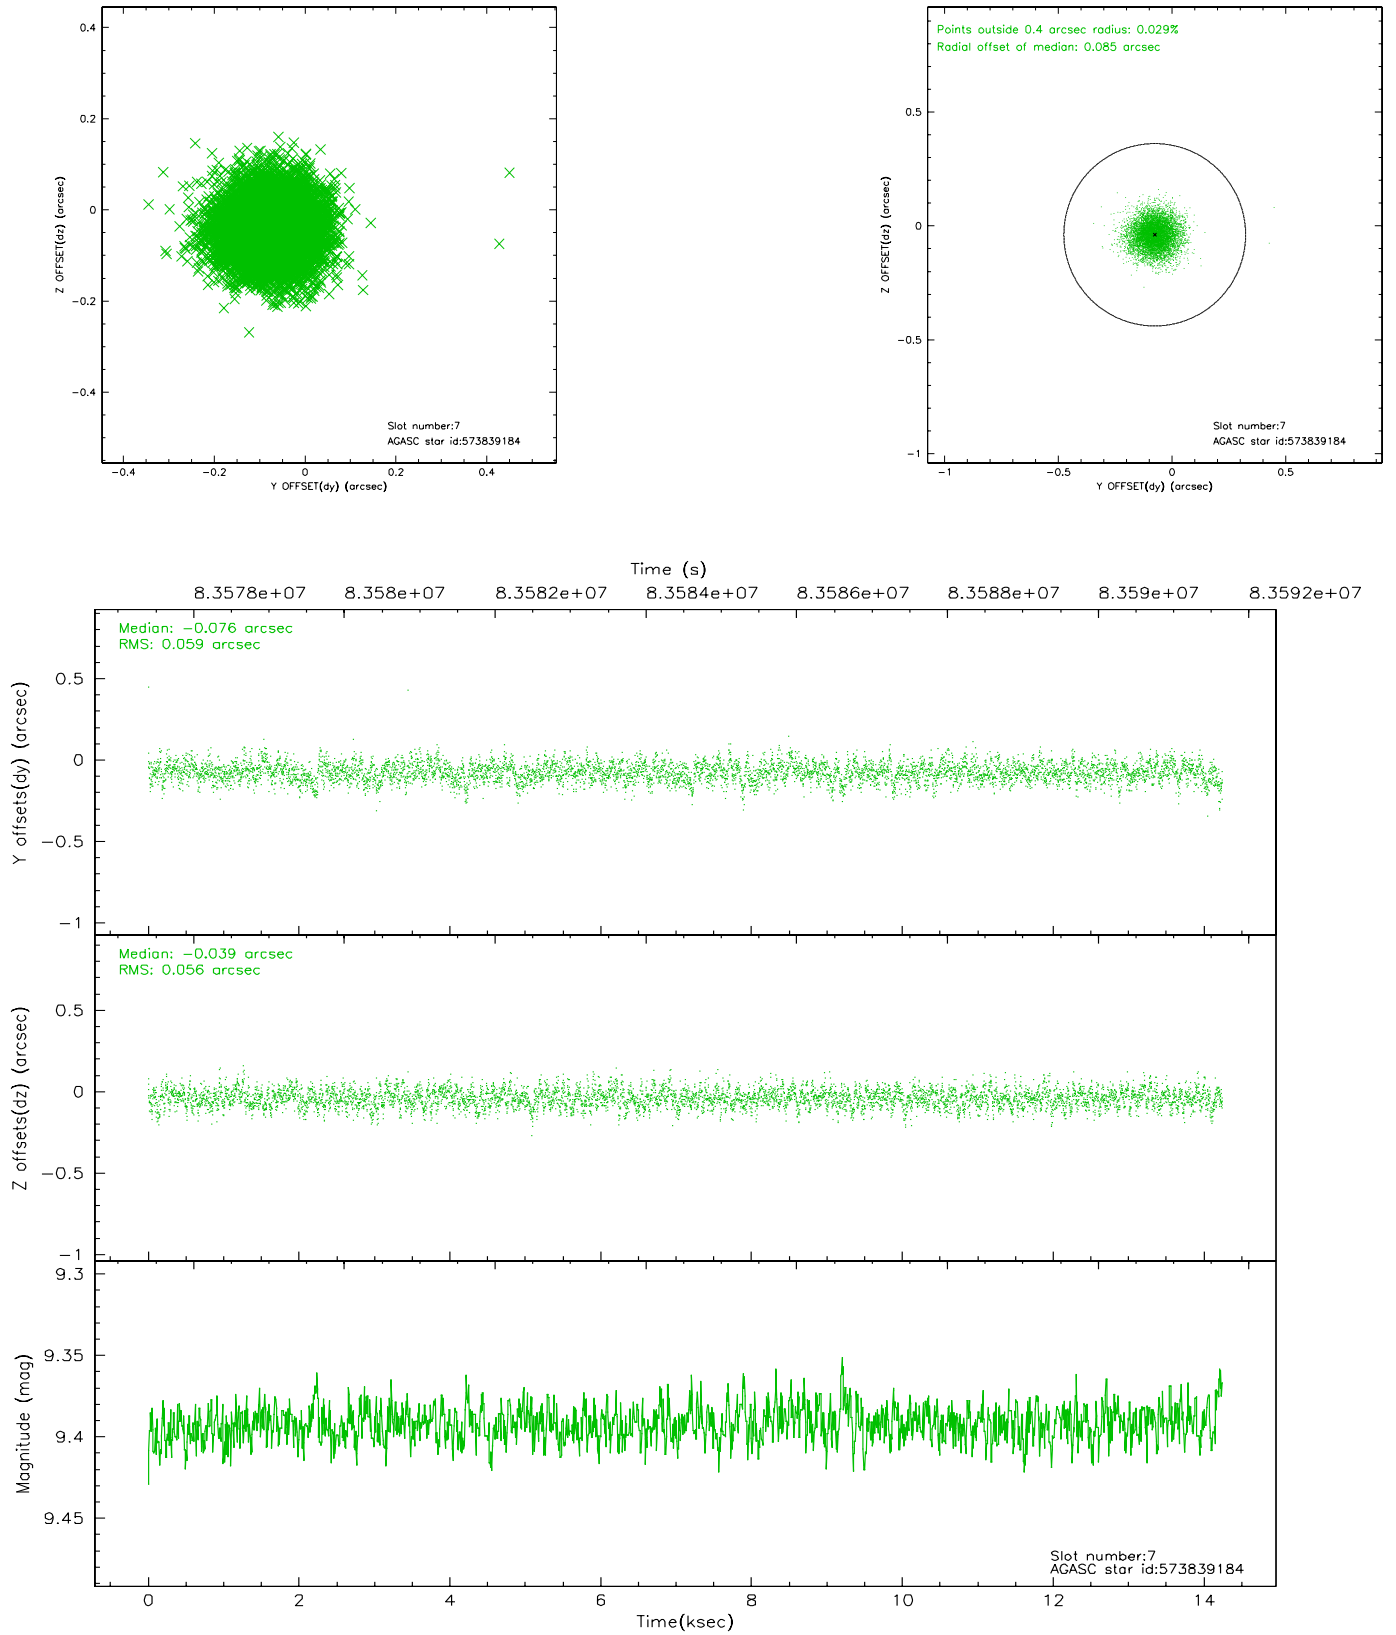 0.4
0.2
0
−0.2
−0.4
Z OFFSET(dz) (arcsec)
Slot number:7
AGASC star id:573839184
−0.4 −0.2 0 0.2 0.4
Y OFFSET(dy) (arcsec)
Points outside 0.4 arcsec radius: 0.029%
Radial offset of median: 0.085 arcsec
0.5
0
−0.5
−1
Z OFFSET(dz) (arcsec)
Slot number:7
AGASC star id:573839184
−1 −0.5 0 0.5
Y OFFSET(dy) (arcsec)
Time (s)
8.3578e+07 8.358e+07 8.3582e+07 8.3584e+07 8.3586e+07 8.3588e+07 8.359e+07 8.3592e+07
Median: −0.076 arcsec
RMS: 0.059 arcsec
0.5
0
−0.5
−1
Y offsets(dy) (arcsec)
Median: −0.039 arcsec
RMS: 0.056 arcsec
0.5
0
−0.5
−1
Z offsets(dz) (arcsec)
9.3
9.35
9.4
9.45
Magnitude (mag)
Slot number:7
AGASC star id:573839184
0 2 4 6 8 10 12 14
Time(ksec)